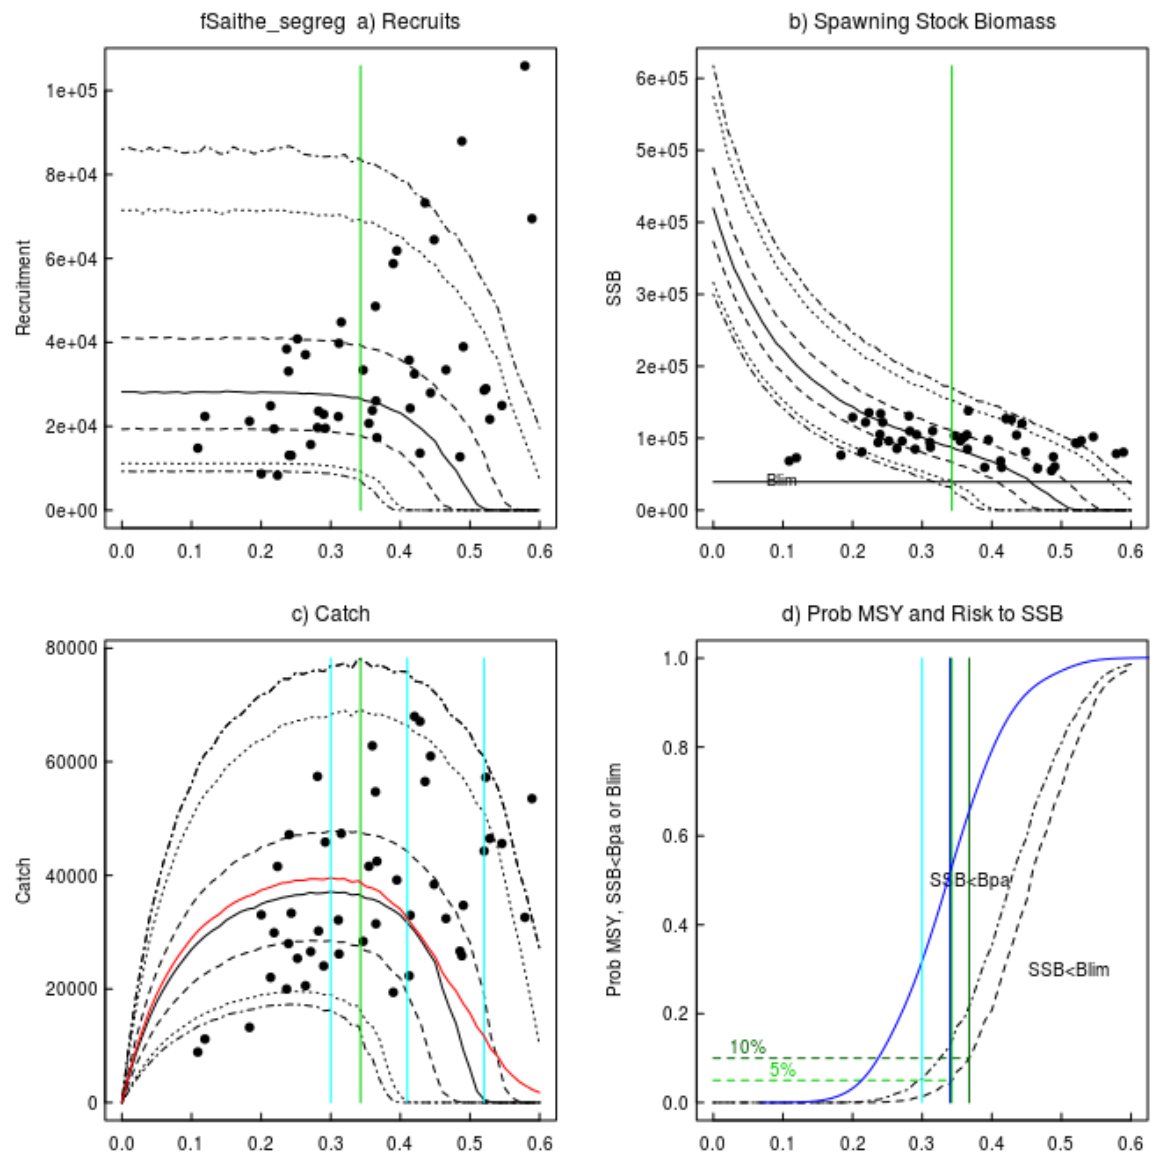 fSaithe_segreg a) Recruits
Recruitment
1e+05
8e+04
6e+04
4e+04
2e+04
0e+00
0.0 0.1 0.2 0.3 0.4 0.5 0.6
b) Spawning Stock Biomass
SSB
6e+05
5e+05
4e+05
3e+05
2e+05
1e+05
0e+00
Blim
0.0 0.1 0.2 0.3 0.4 0.5 0.6
c) Catch
Catch
80000
60000
40000
20000
0
0.0 0.1 0.2 0.3 0.4 0.5 0.6
d) Prob MSY and Risk to SSB
Prob MSY, SSB<Bpa or Blim
1.0
0.8
0.6
0.4
0.2
0.0
SSB<Bpa
SSB<Blim
10%
5%
0.0 0.1 0.2 0.3 0.4 0.5 0.6